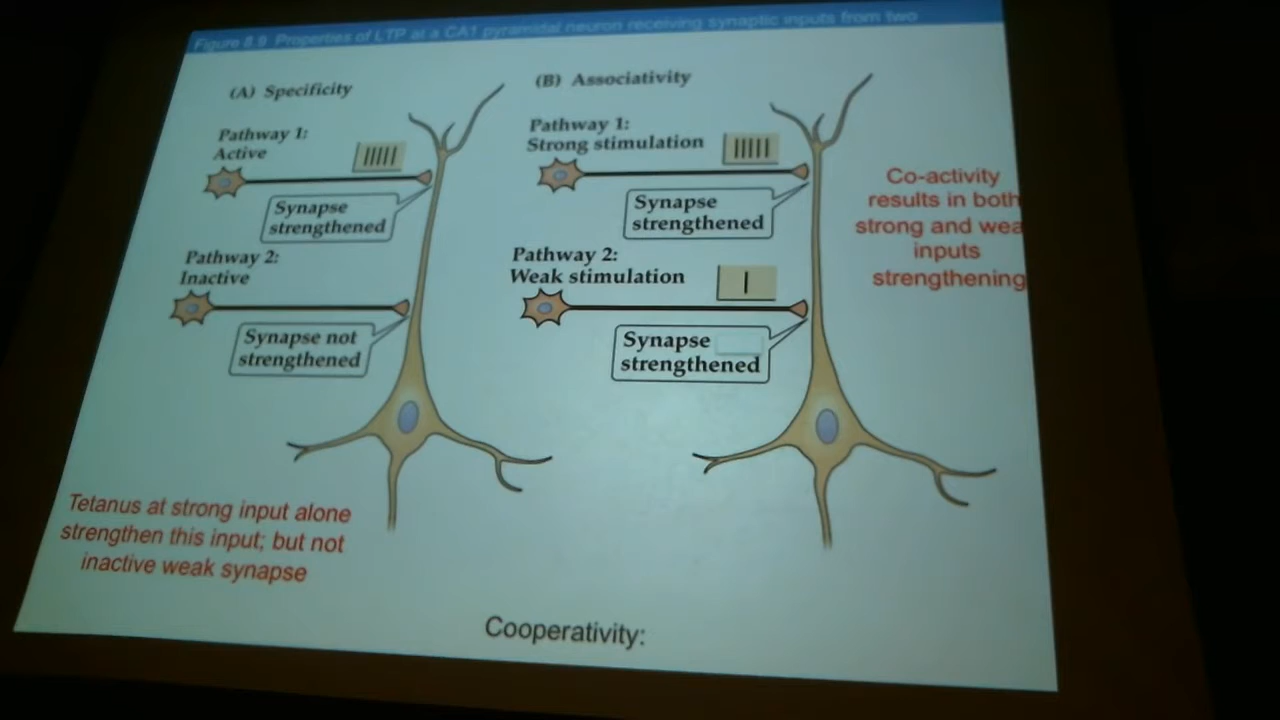 Figure 8.9 Properties of LTP at a CA1 pyramidal neuron receiving synaptic inputs from two
(A) Specificity
Pathway 1:
Active
Synapse
strengthened
Pathway 2:
Inactive
Synapse not
strengthened
Tetanus at strong input alone
strengthen this input; but not
inactive weak synapse
(B) Associativity
Pathway 1:
Strong stimulation
Synapse
strengthened
Pathway 2:
Weak stimulation
Synapse
strengthened
Co-activity
results in both
strong and wea
inputs
strengthening
Cooperativity: